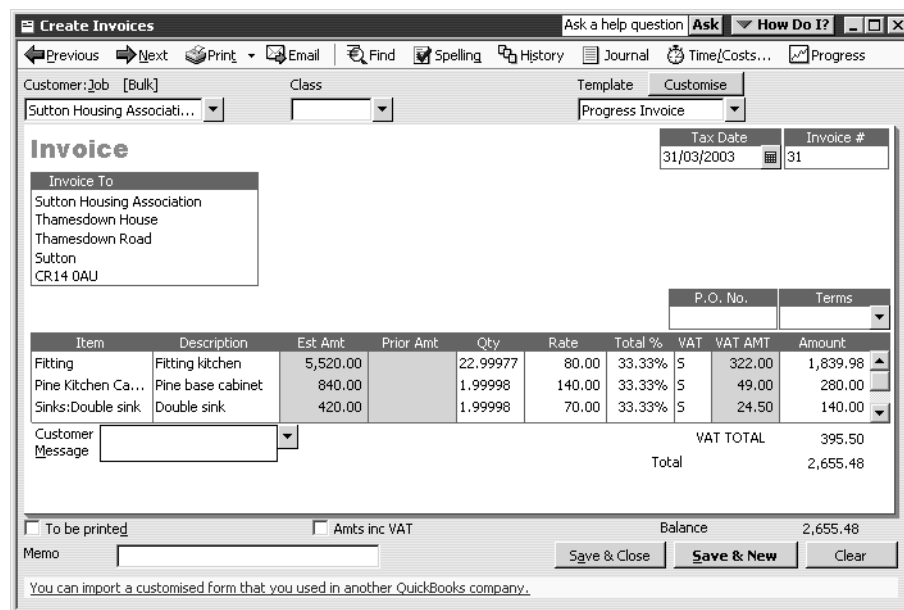 Create Invoices Ask a help question Ask How Do I?
Previous Next Print Email Find Spelling History Journal Time/Costs... Progress
Customer:Job [Bulk] Class Template Customise
Sutton Housing Associati... Progress Invoice
Invoice
Tax Date Invoice #
31/03/2003 31
Invoice To
Sutton Housing Association
Thamesdown House
Thamesdown Road
Sutton
CR14 0AU
P.O. No. Terms
Item Description Est Amt Prior Amt Qty Rate Total % VAT VAT AMT Amount
Fitting Fitting kitchen 5,520.00 22.99977 80.00 33.33% S 322.00 1,839.98
Pine Kitchen Ca... Pine base cabinet 840.00 1.99998 140.00 33.33% S 49.00 280.00
Sinks:Double sink Double sink 420.00 1.99998 70.00 33.33% S 24.50 140.00
Customer Message VAT TOTAL 395.50
Total 2,655.48
To be printed Amts inc VAT Balance 2,655.48
Memo Save & Close Save & New Clear
You can import a customised form that you used in another QuickBooks company.